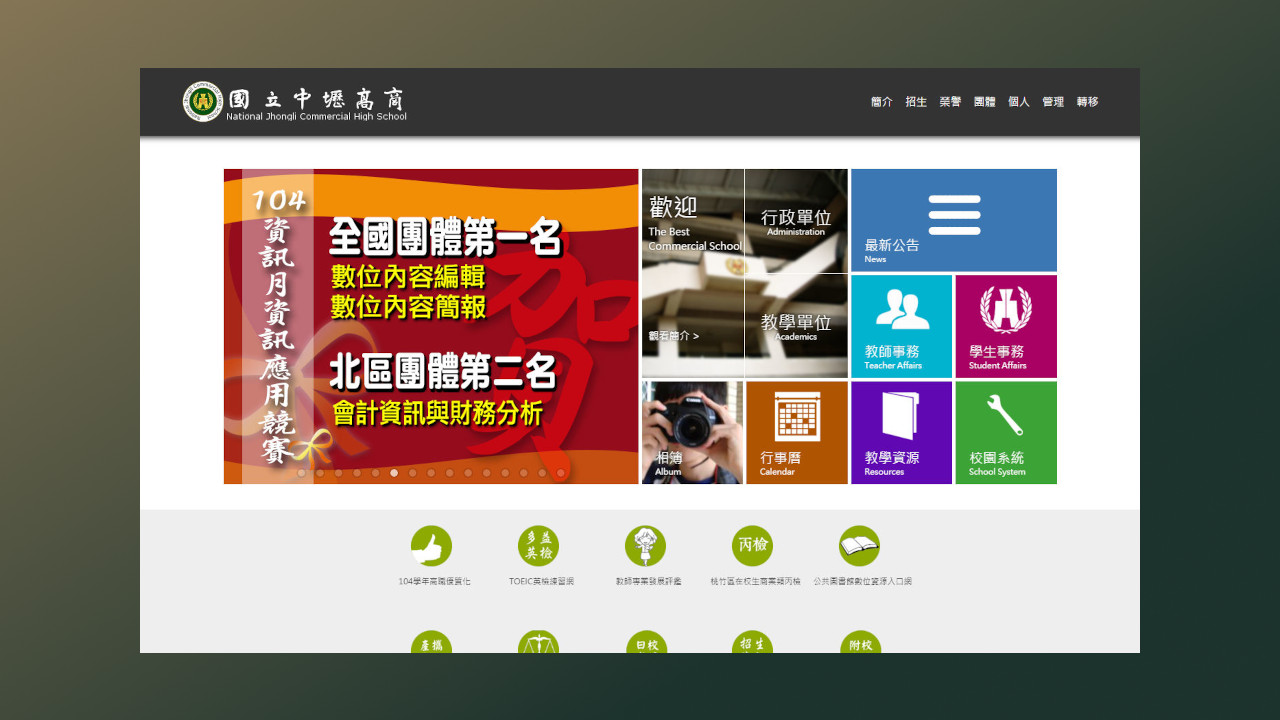 國立中壢高商
National Jhongli Commercial High School
簡介 招生 榮譽 團體 個人 管理 轉移
104
資訊月資訊應用競賽
賀
全國團體第一名
數位內容編輯
數位內容簡報
北區團體第二名
會計資訊與財務分析
歡迎
The Best
Commercial School
觀看簡介 >
行政單位
Administration
教學單位
Academics
最新公告
News
教師事務
Teacher Affairs
學生事務
Student Affairs
相簿
Album
行事曆
Calendar
教學資源
Resources
校園系統
School System
多益
英檢
丙檢
104學年高職優質化
TOEIC英檢練習網
教師專業發展評鑑
桃竹區在校生商業類丙檢
公共圖書館數位資源入口網
產攜
日校
招生
附校